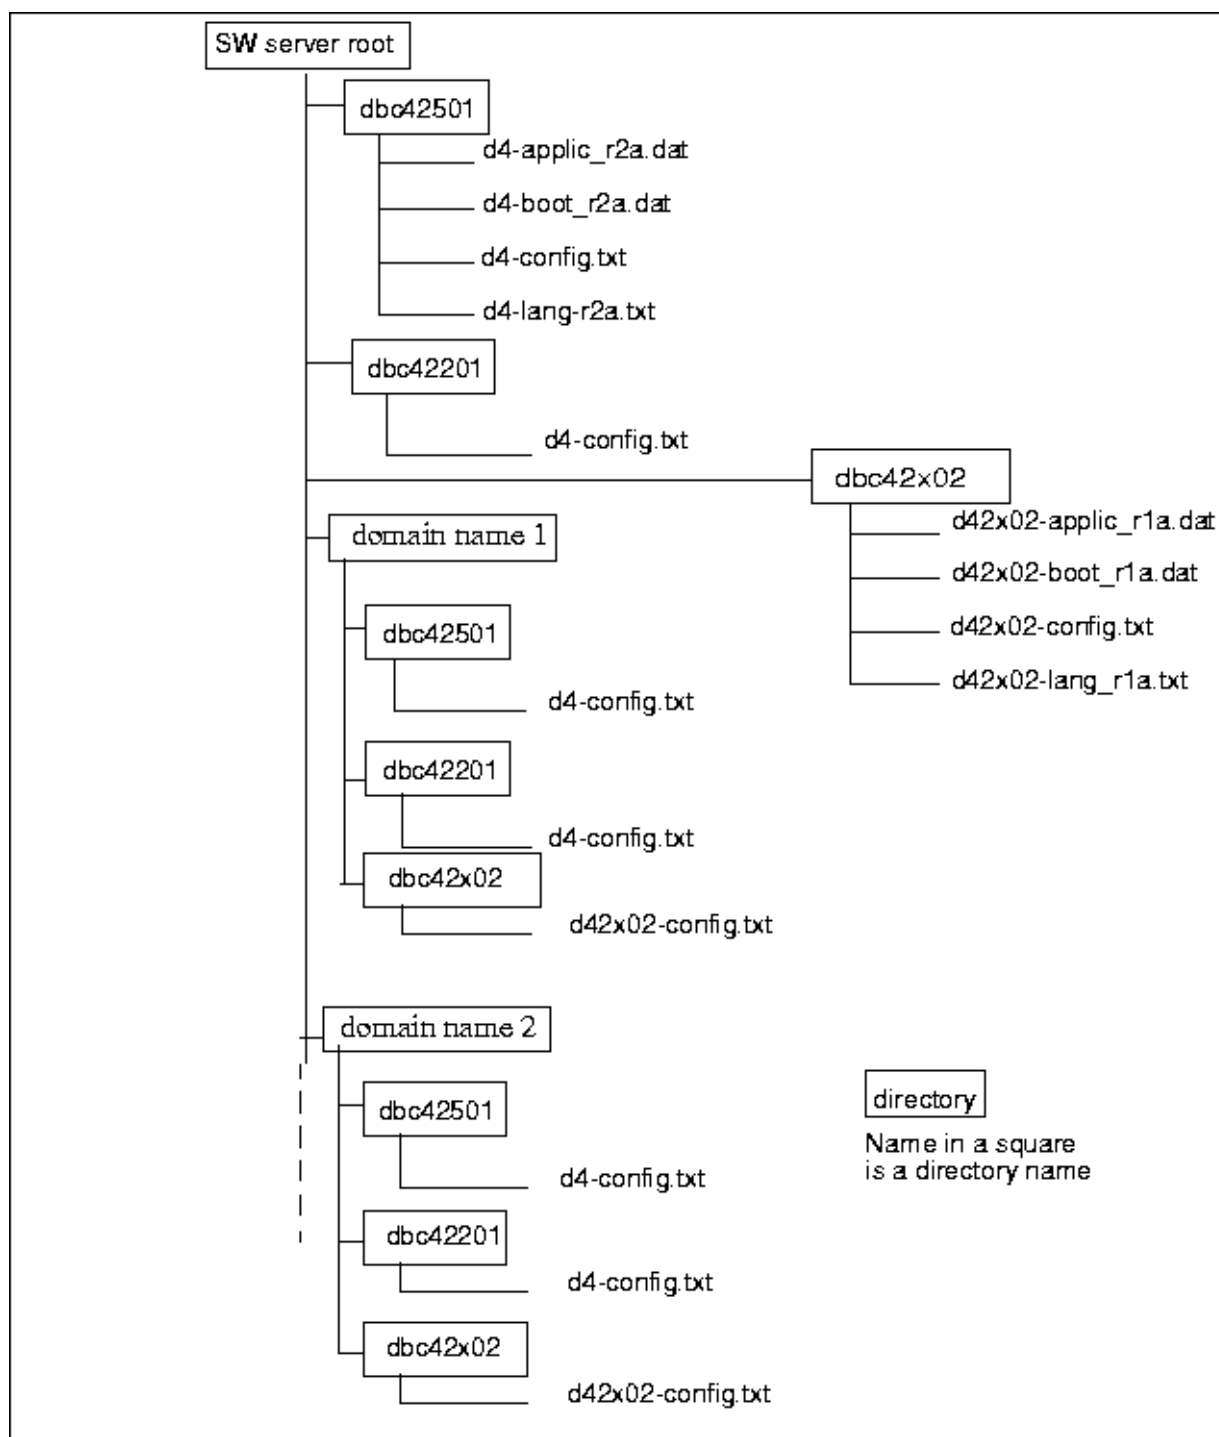 SW server root
dbc42501
d4-applic_r2a.dat
d4-boot_r2a.dat
d4-config.txt
d4-lang-r2a.txt
dbc42201
d4-config.txt
dbc42x02
d42x02-applic_r1a.dat
d42x02-boot_r1a.dat
d42x02-config.txt
d42x02-lang_r1a.txt
domain name 1
dbc42501
d4-config.txt
dbc42201
d4-config.txt
dbc42x02
d42x02-config.txt
domain name 2
dbc42501
d4-config.txt
dbc42201
d4-config.txt
dbc42x02
d42x02-config.txt
directory
Name in a square
is a directory name